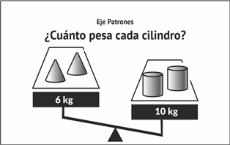 Eje Patrones
¿Cuánto pesa cada cilindro?
6 kg
10 kg